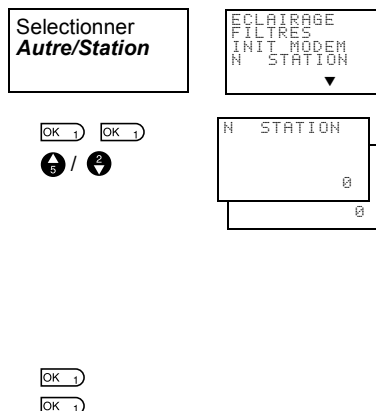 Selectionner
Autre/Station
ECLAIRAGE
FILTRES
INIT MODEM
N STATION
OK 1 OK 1
5 / 2
N STATION
0
0
OK 1
OK 1